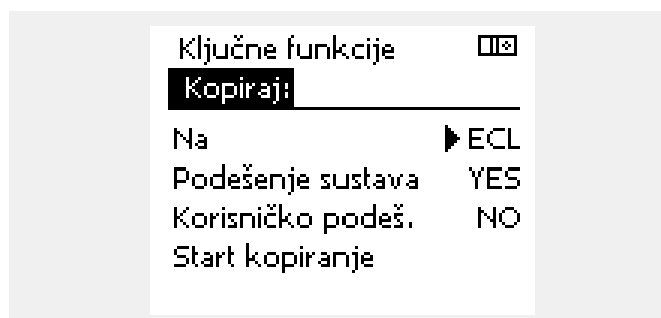 Ključne funkcije
Kopiraj:
Na ECL
Podešenje sustava YES
Korisničko podeš. NO
Start kopiranje